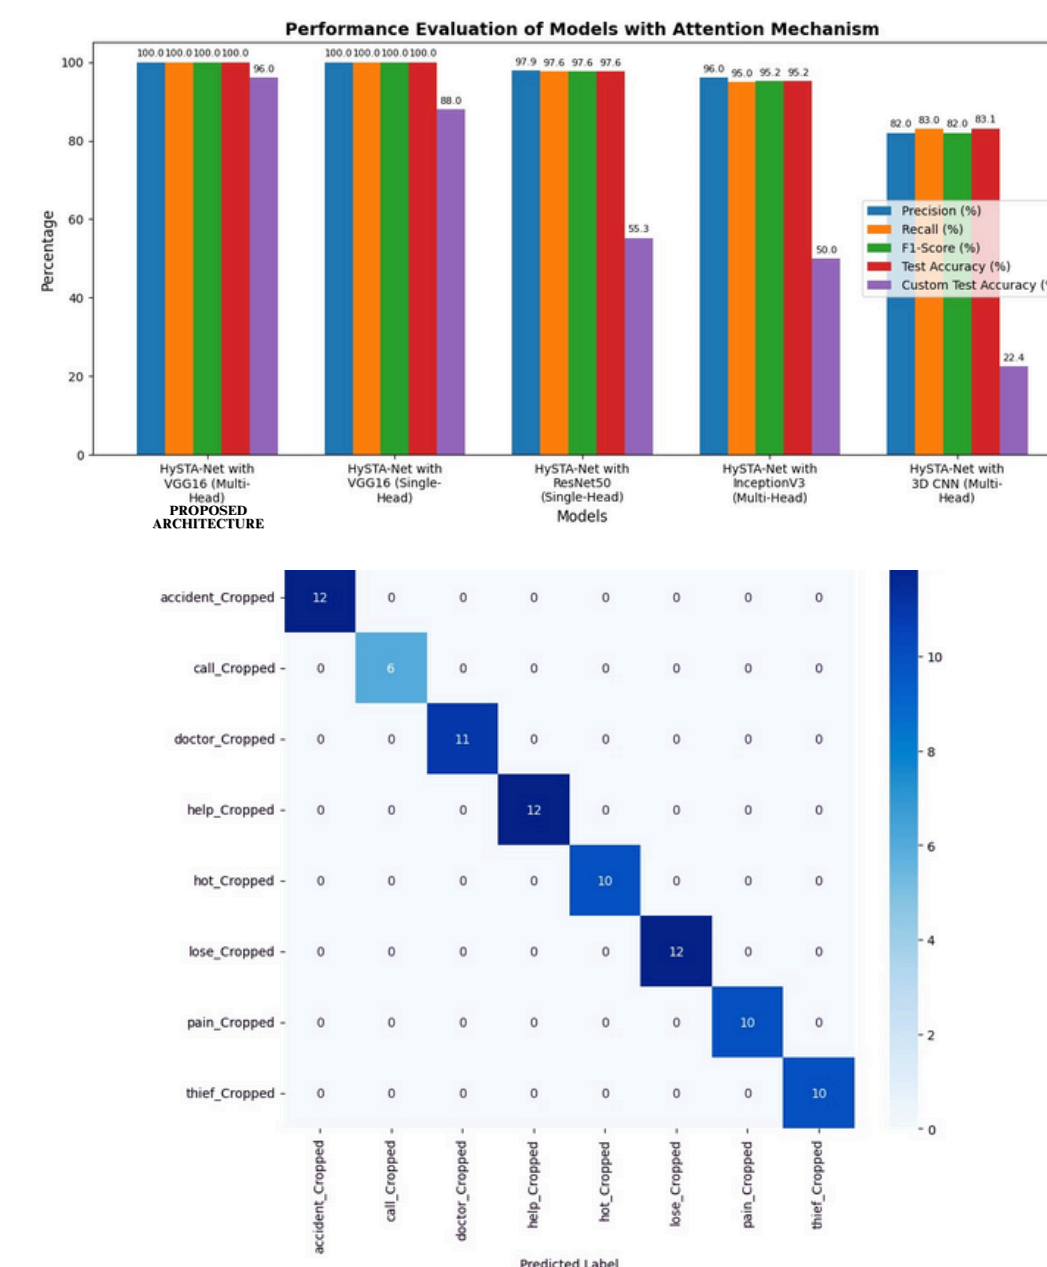 Performance Evaluation of Models with Attention Mechanism
100.0 100.0 100.0 100.0 96.0 100.0 100.0 100.0 100.0 88.0 97.9 97.6 97.6 97.6 55.3 96.0 95.0 95.2 95.2 50.0 82.0 83.0 82.0 83.1 22.4
Percentage
100
80
60
40
20
0
Precision (%)
Recall (%)
F1-Score (%)
Test Accuracy (%)
Custom Test Accuracy (%
HySTA-Net with
VGG16 (Multi-
Head)
PROPOSED
ARCHITECTURE
HySTA-Net with
VGG16 (Single-
Head)
HySTA-Net with
ResNet50
(Single-Head)
HySTA-Net with
InceptionV3
(Multi-Head)
HySTA-Net with
3D CNN (Multi-
Head)
Models
accident_Cropped 12 0 0 0 0 0 0 0
call_Cropped 0 6 0 0 0 0 0 0
doctor_Cropped 0 0 11 0 0 0 0 0
help_Cropped 0 0 0 12 0 0 0 0
hot_Cropped 0 0 0 0 10 0 0 0
lose_Cropped 0 0 0 0 0 12 0 0
pain_Cropped 0 0 0 0 0 0 10 0
thief_Cropped 0 0 0 0 0 0 0 10
10
8
6
4
2
0
accident_Cropped
call_Cropped
doctor_Cropped
help_Cropped
hot_Cropped
lose_Cropped
pain_Cropped
thief_Cropped
Predicted Label